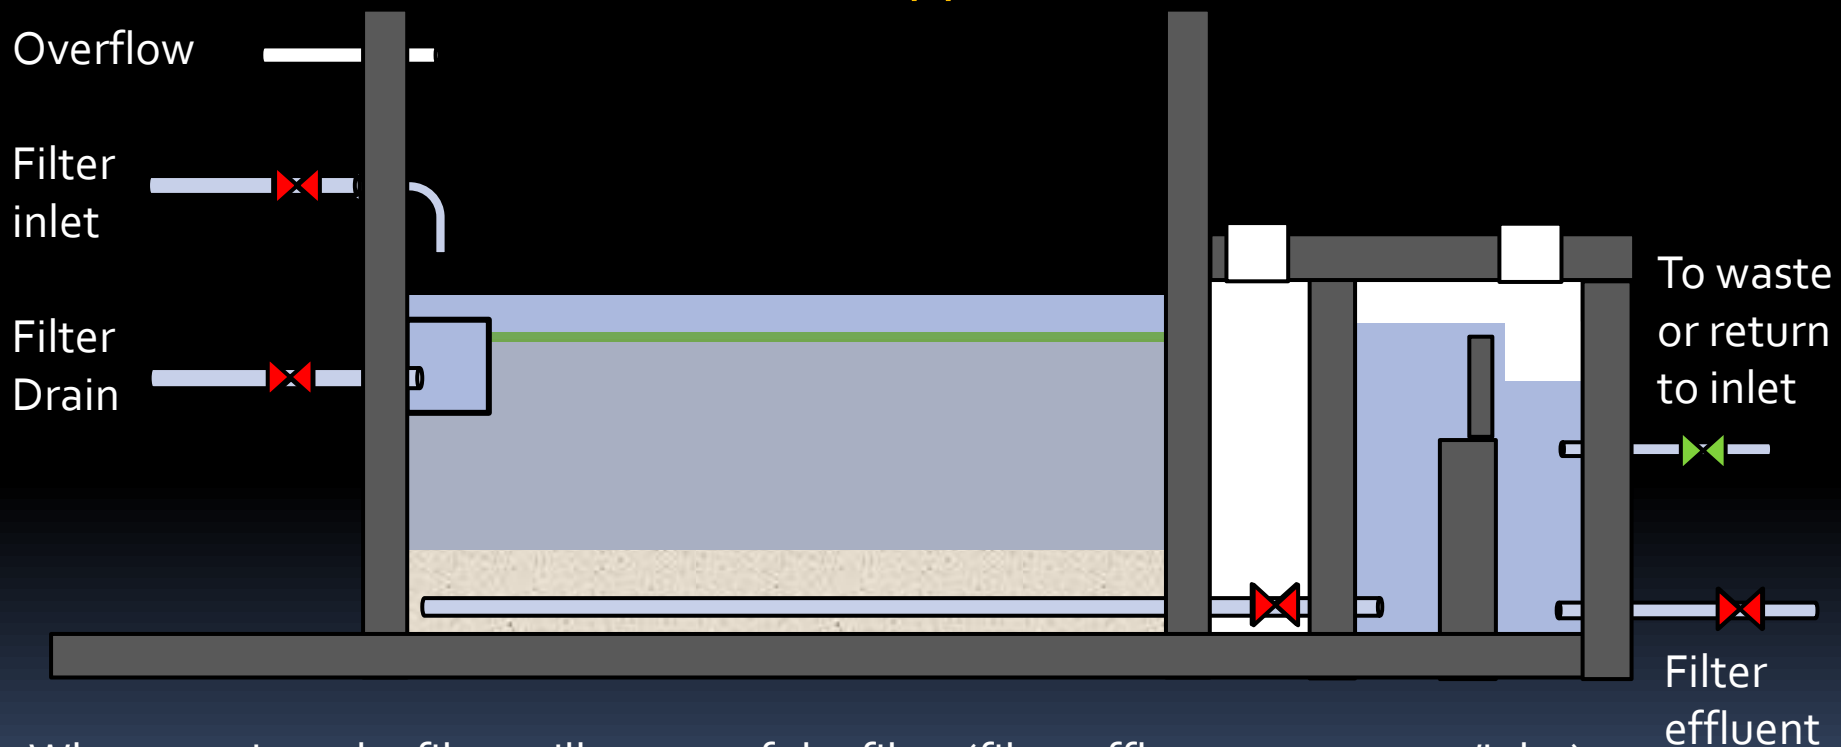 Overflow
Filter
inlet
Filter
Drain
To waste
or return
to inlet
Filter
effluent